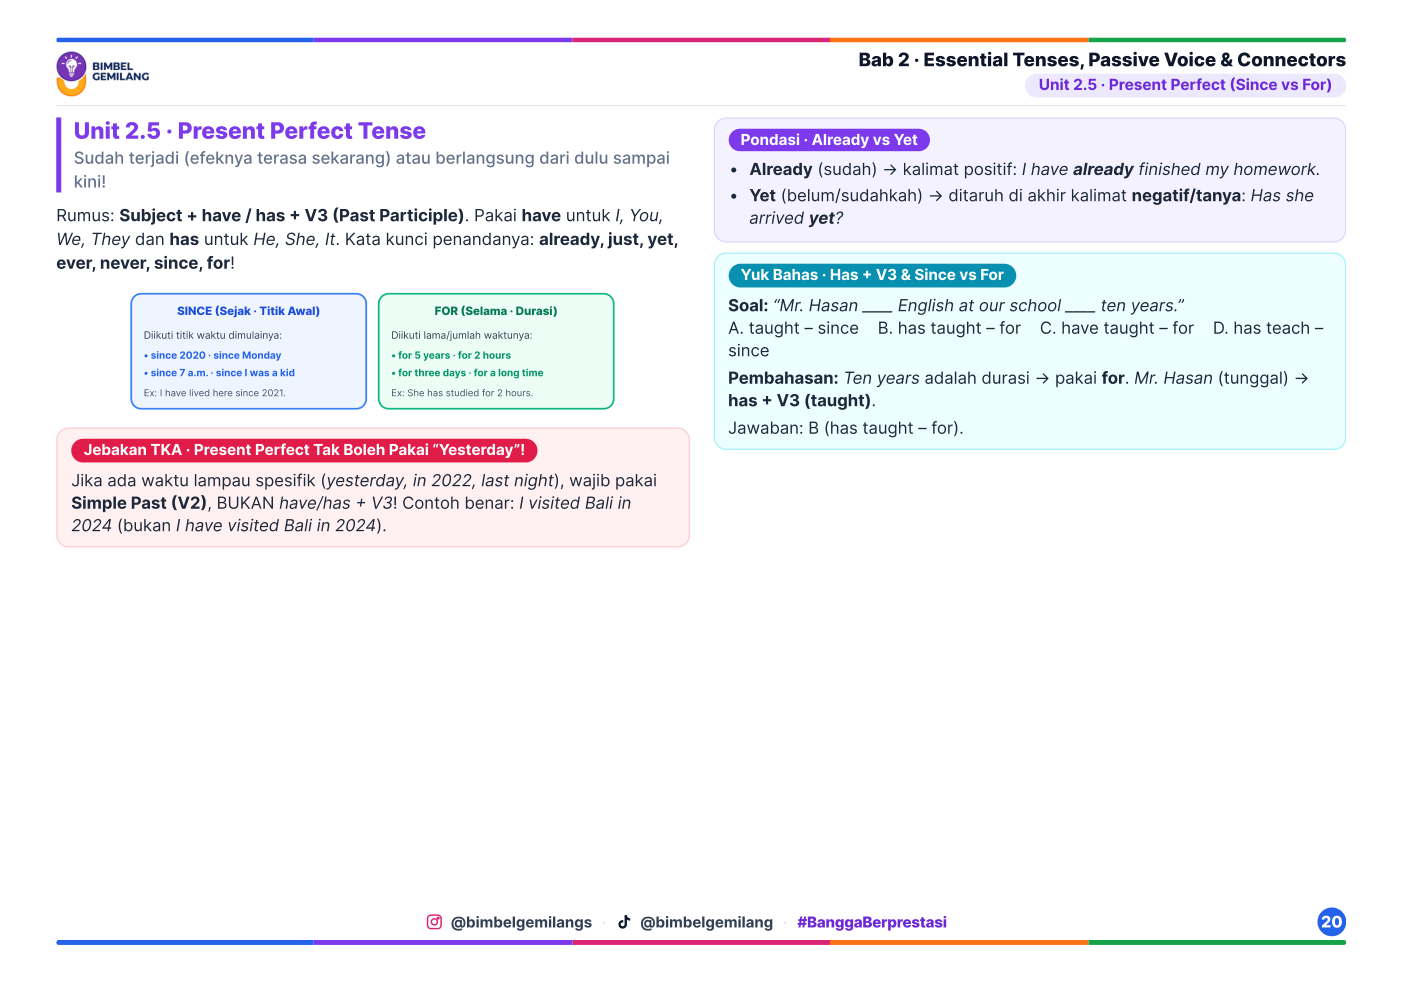 BIMBEL
GEMILANG
Bab 2 · Essential Tenses, Passive Voice & Connectors
Unit 2.5 · Present Perfect (Since vs For)
Unit 2.5 · Present Perfect Tense
Sudah terjadi (efeknya terasa sekarang) atau berlangsung dari dulu sampai
kini!
Rumus: Subject + have / has + V3 (Past Participle). Pakai have untuk I, You,
We, They dan has untuk He, She, It. Kata kunci penandanya: already, just, yet,
ever, never, since, for!
SINCE (Sejak · Titik Awal)
Diikuti titik waktu dimulainya:
• since 2020 · since Monday
• since 7 a.m. · since I was a kid
Ex: I have lived here since 2021.
FOR (Selama · Durasi)
Diikuti lama/jumlah waktunya:
• for 5 years · for 2 hours
• for three days · for a long time
Ex: She has studied for 2 hours.
Jebakan TKA · Present Perfect Tak Boleh Pakai “Yesterday”!
Jika ada waktu lampau spesifik (yesterday, in 2022, last night), wajib pakai
Simple Past (V2), BUKAN have/has + V3! Contoh benar: I visited Bali in
2024 (bukan I have visited Bali in 2024).
Pondasi · Already vs Yet
• Already (sudah) → kalimat positif: I have already finished my homework.
• Yet (belum/sudahkah) → ditaruh di akhir kalimat negatif/tanya: Has she
arrived yet?
Yuk Bahas · Has + V3 & Since vs For
Soal: “Mr. Hasan ____ English at our school ____ ten years.”
A. taught – since B. has taught – for C. have taught – for D. has teach –
since
Pembahasan: Ten years adalah durasi → pakai for. Mr. Hasan (tunggal) →
has + V3 (taught).
Jawaban: B (has taught – for).
@bimbelgemilangs · @bimbelgemilang · #BanggaBerprestasi
20